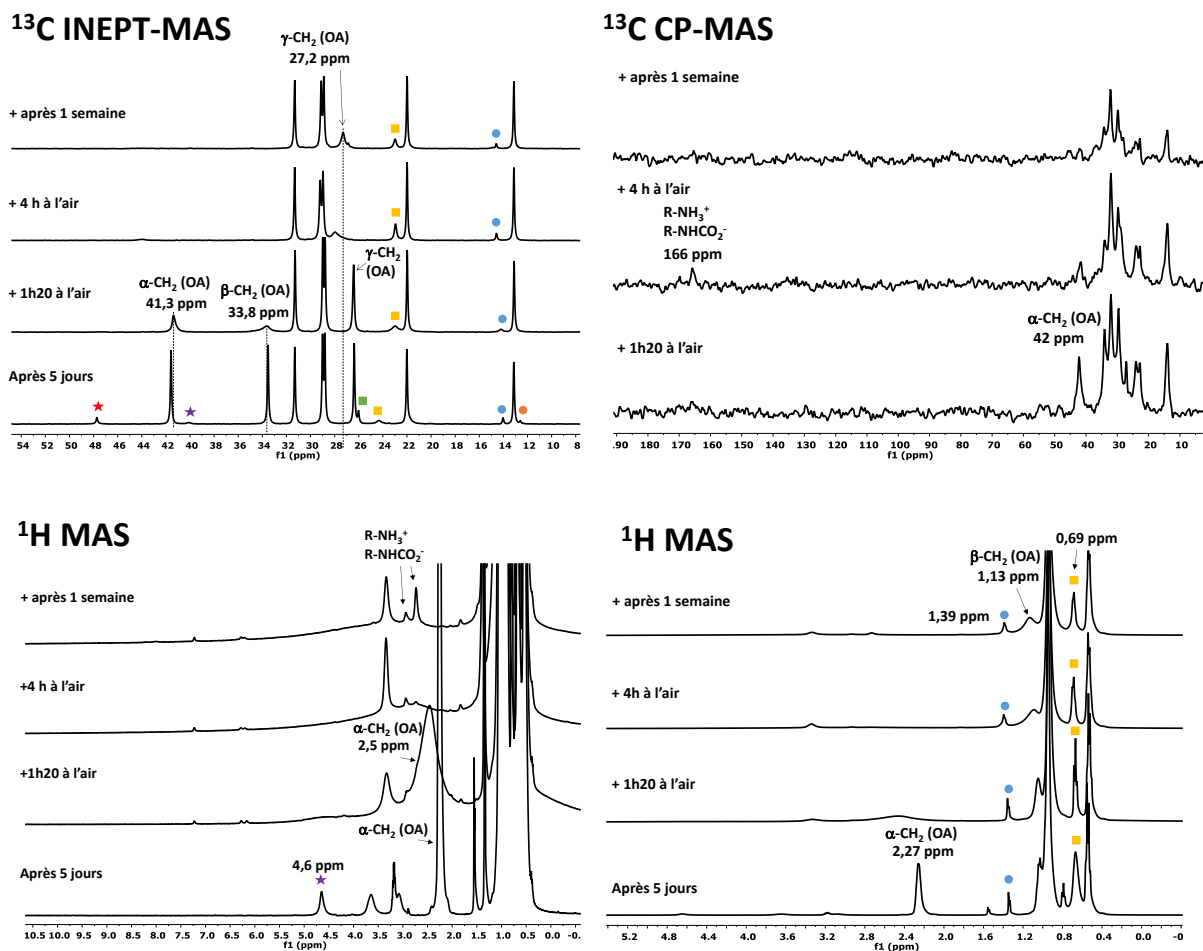 ¹³C INEPT-MAS
γ-CH₂ (OA)
27,2 ppm
+ après 1 semaine
+ 4 h à l'air
+ 1h20 à l'air
α-CH₂ (OA)
41,3 ppm
β-CH₂ (OA)
33,8 ppm
γ-CH₂
(OA)
Après 5 jours
54 52 50 48 46 44 42 40 38 36 34 32 30 28 26 24 22 20 18 16 14 12 10 8
f1 (ppm)
¹³C CP-MAS
+ après 1 semaine
+ 4 h à l'air
R-NH₃⁺
R-NHCO₂⁻
166 ppm
+ 1h20 à l'air
α-CH₂ (OA)
42 ppm
190 180 170 160 150 140 130 120 110 100 90 80 70 60 50 40 30 20 10
f1 (ppm)
¹H MAS
R-NH₃⁺
R-NHCO₂⁻
+ après 1 semaine
+4 h à l'air
α-CH₂ (OA)
2,5 ppm
+1h20 à l'air
α-CH₂ (OA)
4,6 ppm
Après 5 jours
10.5 10.0 9.5 9.0 8.5 8.0 7.5 7.0 6.5 6.0 5.5 5.0 4.5 4.0 3.5 3.0 2.5 2.0 1.5 1.0 0.5 -0.
f1 (ppm)
¹H MAS
0,69 ppm
β-CH₂ (OA)
1,13 ppm
+ après 1 semaine
1,39 ppm
+ 4h à l'air
+ 1h20 à l'air
α-CH₂ (OA)
2,27 ppm
Après 5 jours
5.4 5.0 4.6 4.2 3.8 3.4 3.0 2.6 2.2 1.8 1.4 1.0 0.6 0.2 -0
f1 (ppm)